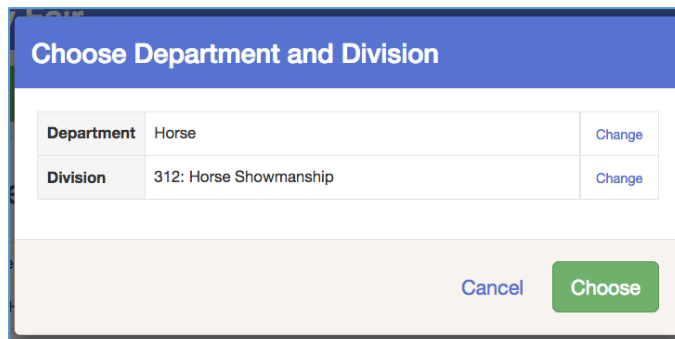 Choose Department and Division
Department Horse Change
Division 312: Horse Showmanship Change
Cancel Choose